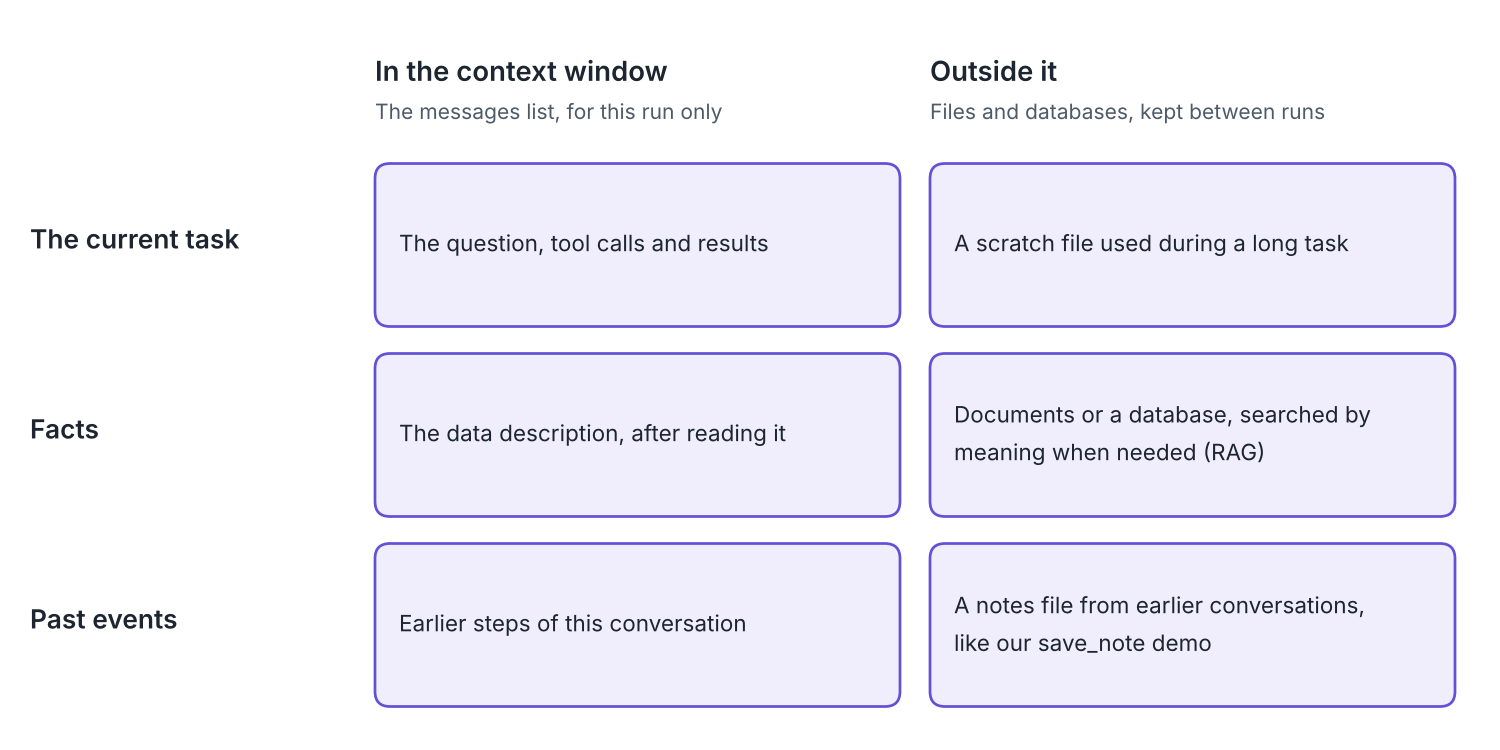 In the context window
Outside it
The messages list, for this run only
Files and databases, kept between runs
The current task
The question, tool calls and results
A scratch file used during a long task
Facts
The data description, after reading it
Documents or a database, searched by
meaning when needed (RAG)
Past events
Earlier steps of this conversation
A notes file from earlier conversations,
like our save_note demo